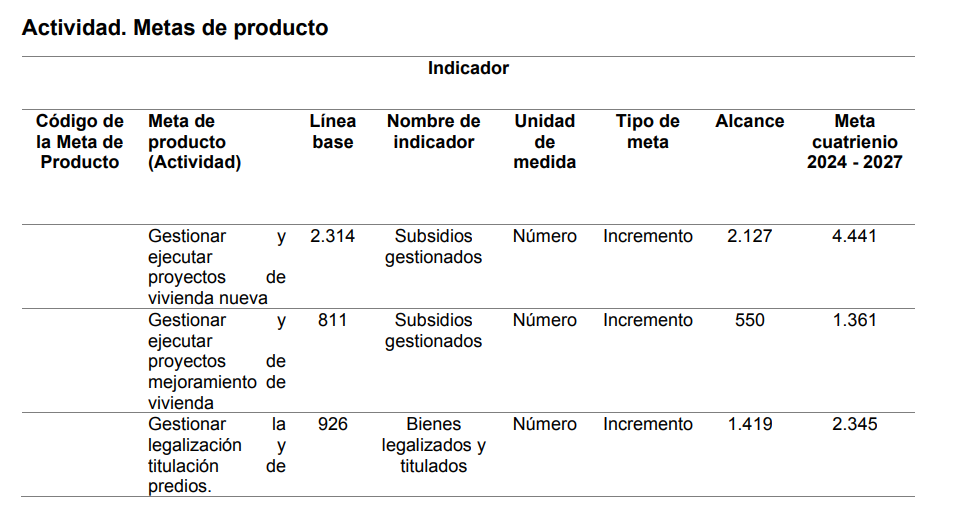 Actividad. Metas de producto
Indicador
Código de la Meta de Producto | Meta de producto (Actividad) | Línea base | Nombre de indicador | Unidad de medida | Tipo de meta | Alcance | Meta cuatrienio 2024 - 2027
Gestionar y ejecutar proyectos de vivienda nueva | 2.314 | Subsidios gestionados | Número | Incremento | 2.127 | 4.441
Gestionar y ejecutar proyectos de mejoramiento de vivienda | 811 | Subsidios gestionados | Número | Incremento | 550 | 1.361
Gestionar la legalización y titulación de predios. | 926 | Bienes legalizados y titulados | Número | Incremento | 1.419 | 2.345